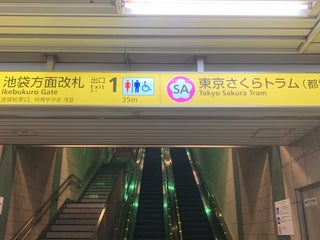 池袋方面改札
Ikebukuro Gate
出口
Exit
1
35m
SA
東京さくらトラム（都
Tokyo Sakura Tram